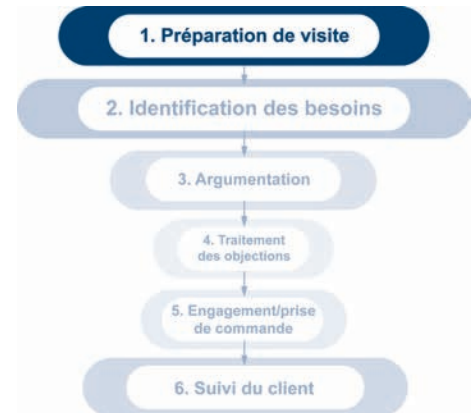 1. Préparation de visite
2. Identification des besoins
3. Argumentation
4. Traitement
des objections
5. Engagement/prise
de commande
6. Suivi du client